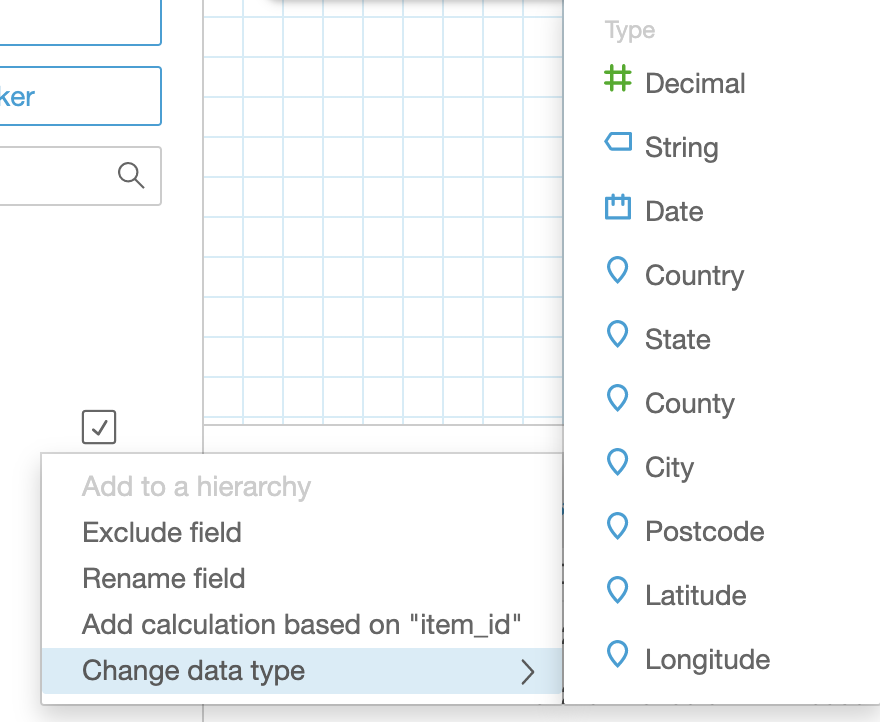 ker
Add to a hierarchy
Exclude field
Rename field
Add calculation based on "item_id"
Change data type
Type
Decimal
String
Date
Country
State
County
City
Postcode
Latitude
Longitude